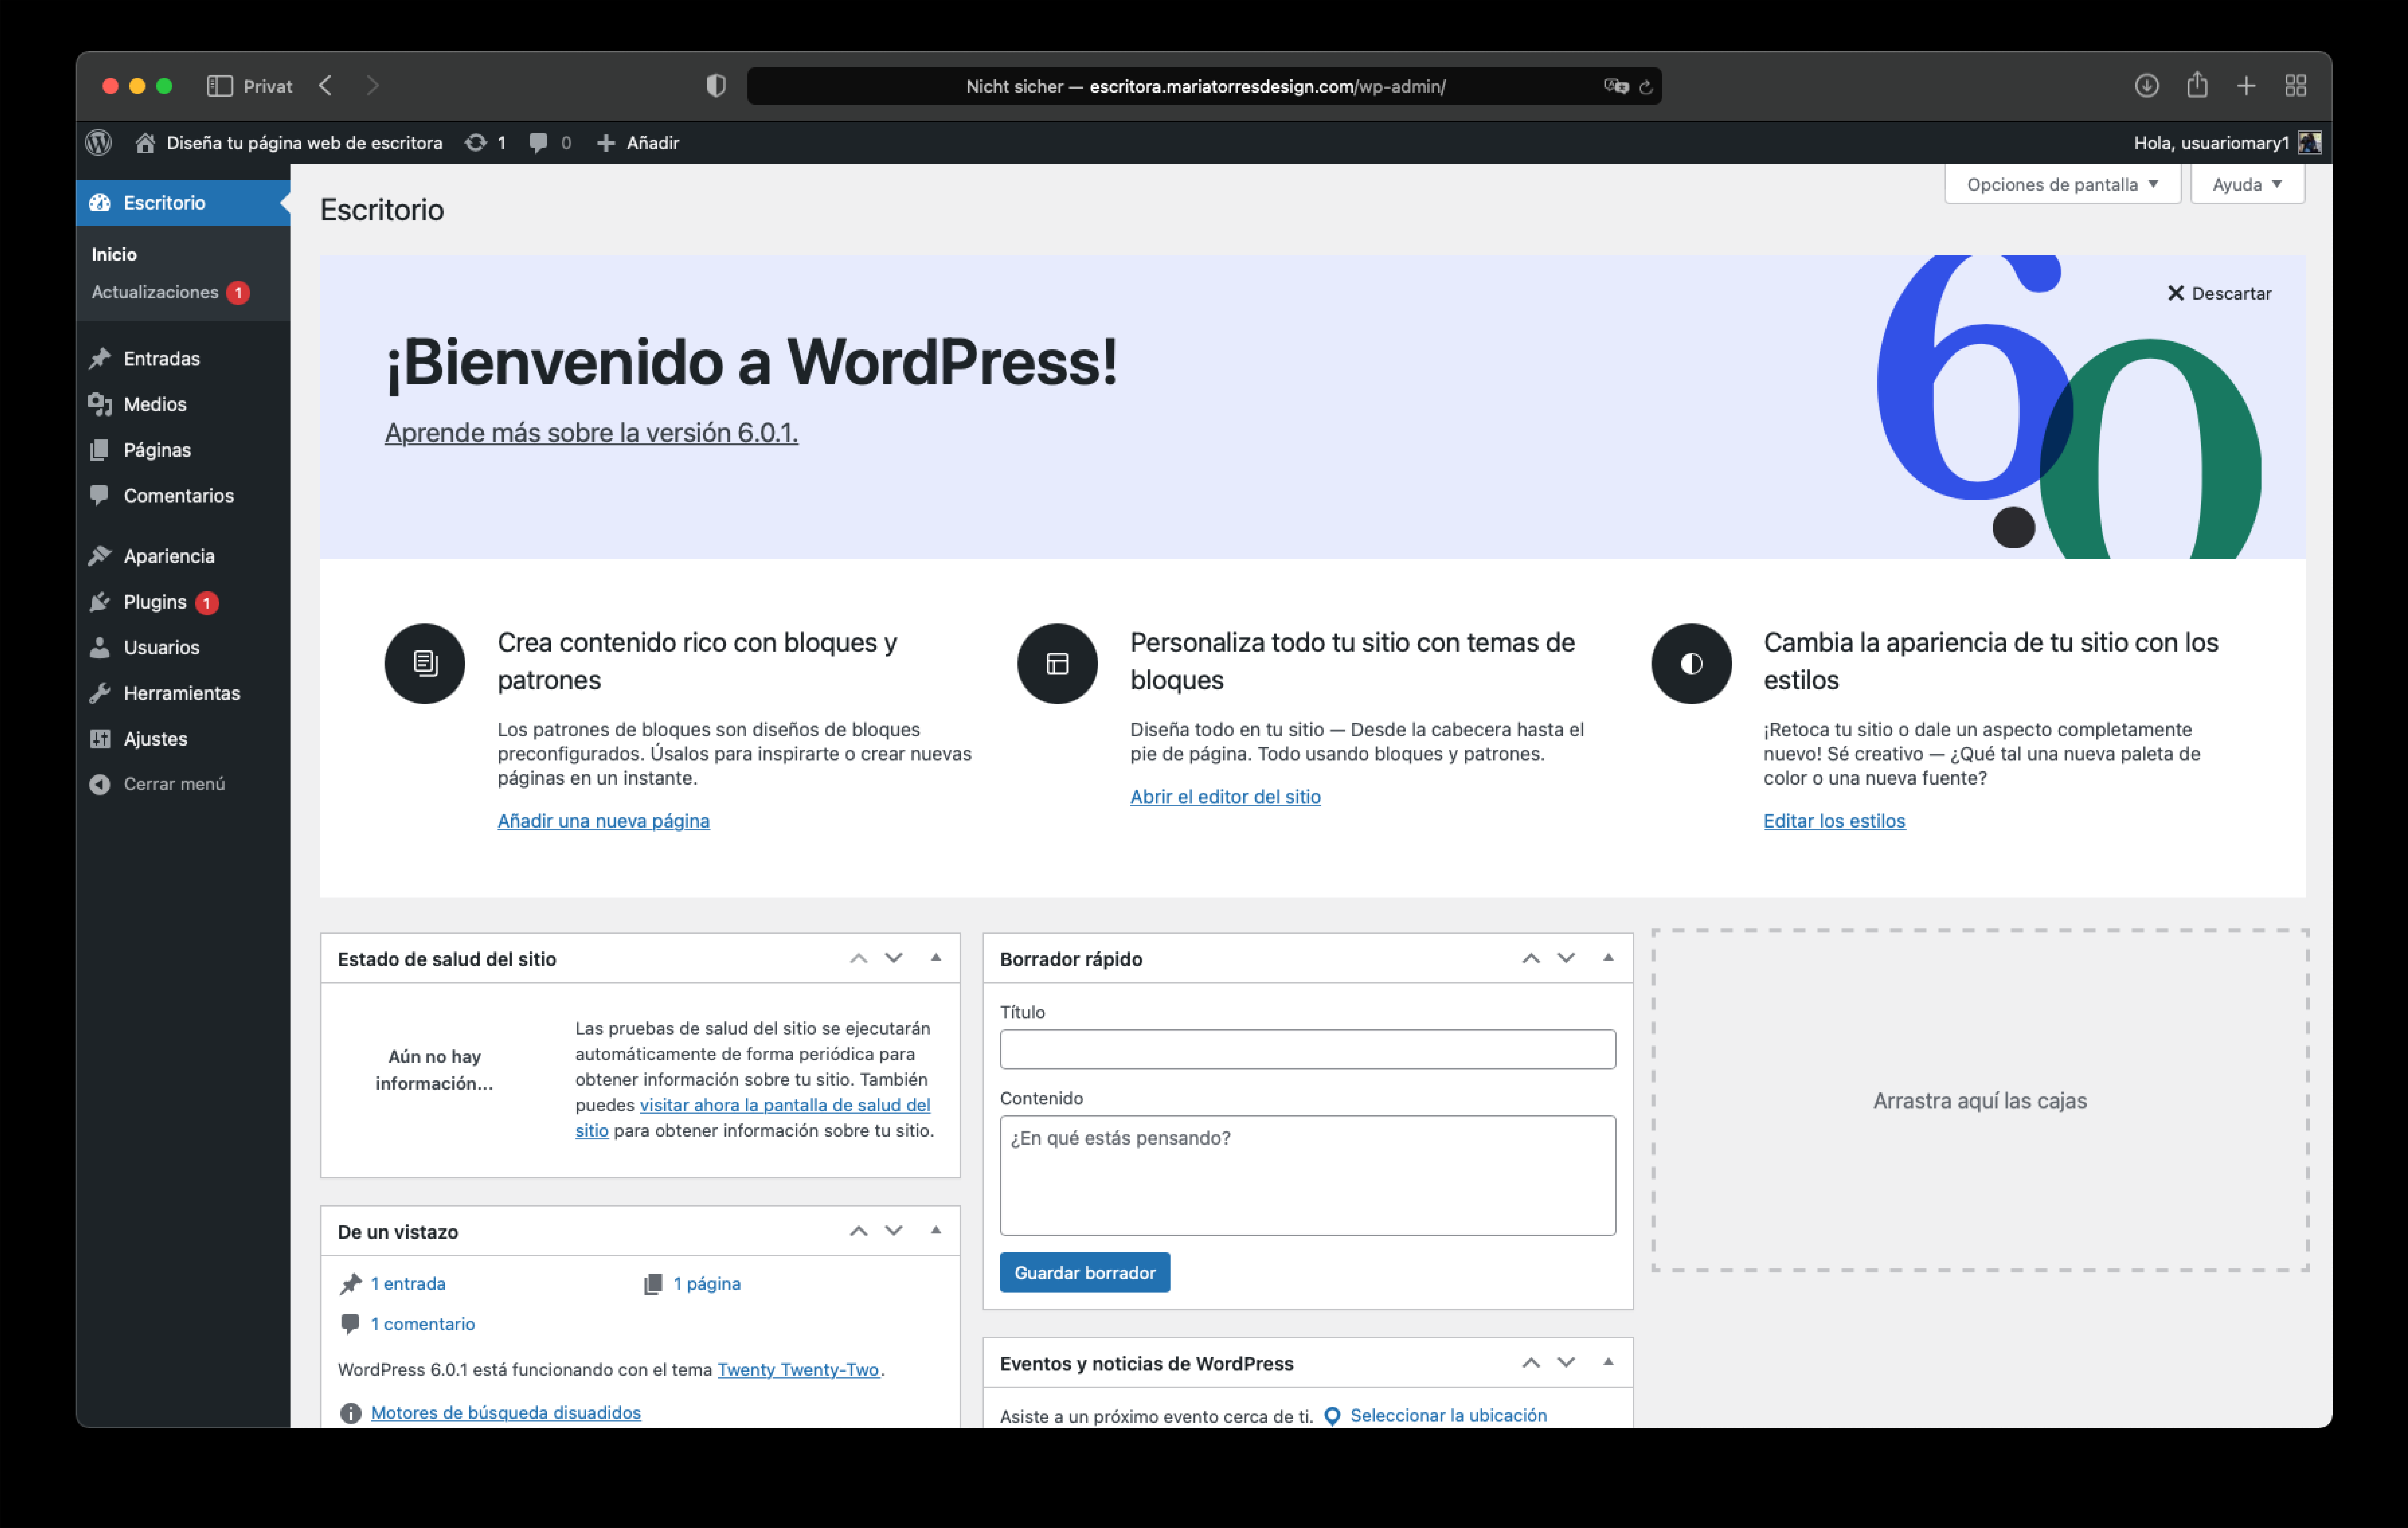 Privat
Nicht sicher — escritora.mariatorresdesign.com/wp-admin/
Diseña tu página web de escritora 1 0 Añadir
Hola, usuariomary1
Escritorio
Inicio
Actualizaciones 1
Entradas
Medios
Páginas
Comentarios
Apariencia
Plugins 1
Usuarios
Herramientas
Ajustes
Cerrar menú
Opciones de pantalla
Ayuda
Escritorio
Descartar
¡Bienvenido a WordPress!
Aprende más sobre la versión 6.0.1.
6.0
Crea contenido rico con bloques y
patrones
Los patrones de bloques son diseños de bloques
preconfigurados. Úsalos para inspirarte o crear nuevas
páginas en un instante.
Añadir una nueva página
Personaliza todo tu sitio con temas de
bloques
Diseña todo en tu sitio — Desde la cabecera hasta el
pie de página. Todo usando bloques y patrones.
Abrir el editor del sitio
Cambia la apariencia de tu sitio con los
estilos
¡Retoca tu sitio o dale un aspecto completamente
nuevo! Sé creativo — ¿Qué tal una nueva paleta de
color o una nueva fuente?
Editar los estilos
Estado de salud del sitio
Aún no hay
información...
Las pruebas de salud del sitio se ejecutarán
automáticamente de forma periódica para
obtener información sobre tu sitio. También
puedes visitar ahora la pantalla de salud del
sitio para obtener información sobre tu sitio.
De un vistazo
1 entrada
1 página
1 comentario
WordPress 6.0.1 está funcionando con el tema Twenty Twenty-Two.
Motores de búsqueda disuadidos
Borrador rápido
Título
Contenido
¿En qué estás pensando?
Guardar borrador
Eventos y noticias de WordPress
Asiste a un próximo evento cerca de ti. Seleccionar la ubicación
Arrastra aquí las cajas